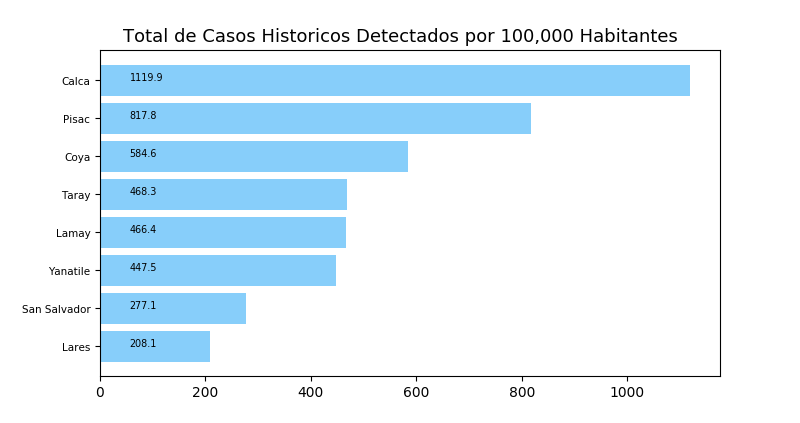 Total de Casos Historicos Detectados por 100,000 Habitantes
Calca 1119.9
Pisac 817.8
Coya 584.6
Taray 468.3
Lamay 466.4
Yanatile 447.5
San Salvador 277.1
Lares 208.1
0 200 400 600 800 1000